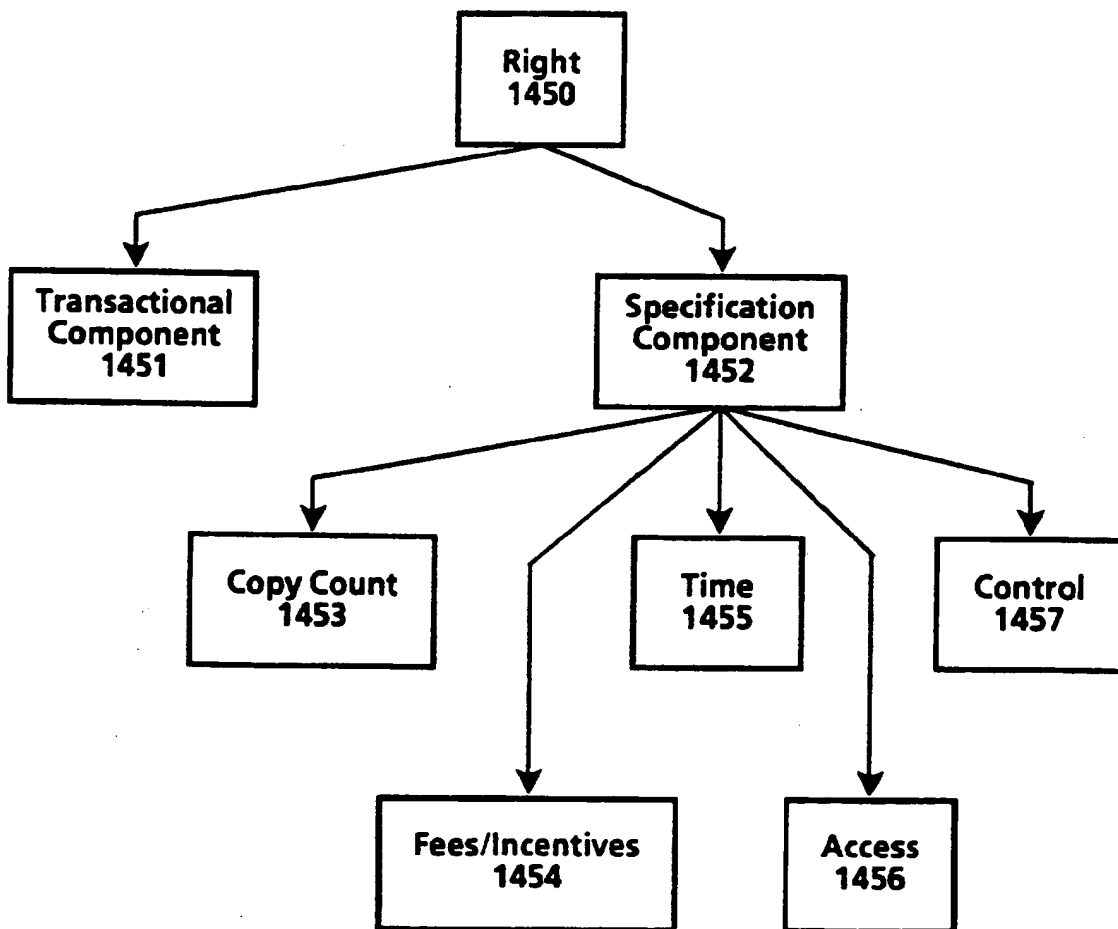 Right
1450
Transactional
Component
1451
Specification
Component
1452
Copy Count
1453
Time
1455
Control
1457
Fees/Incentives
1454
Access
1456